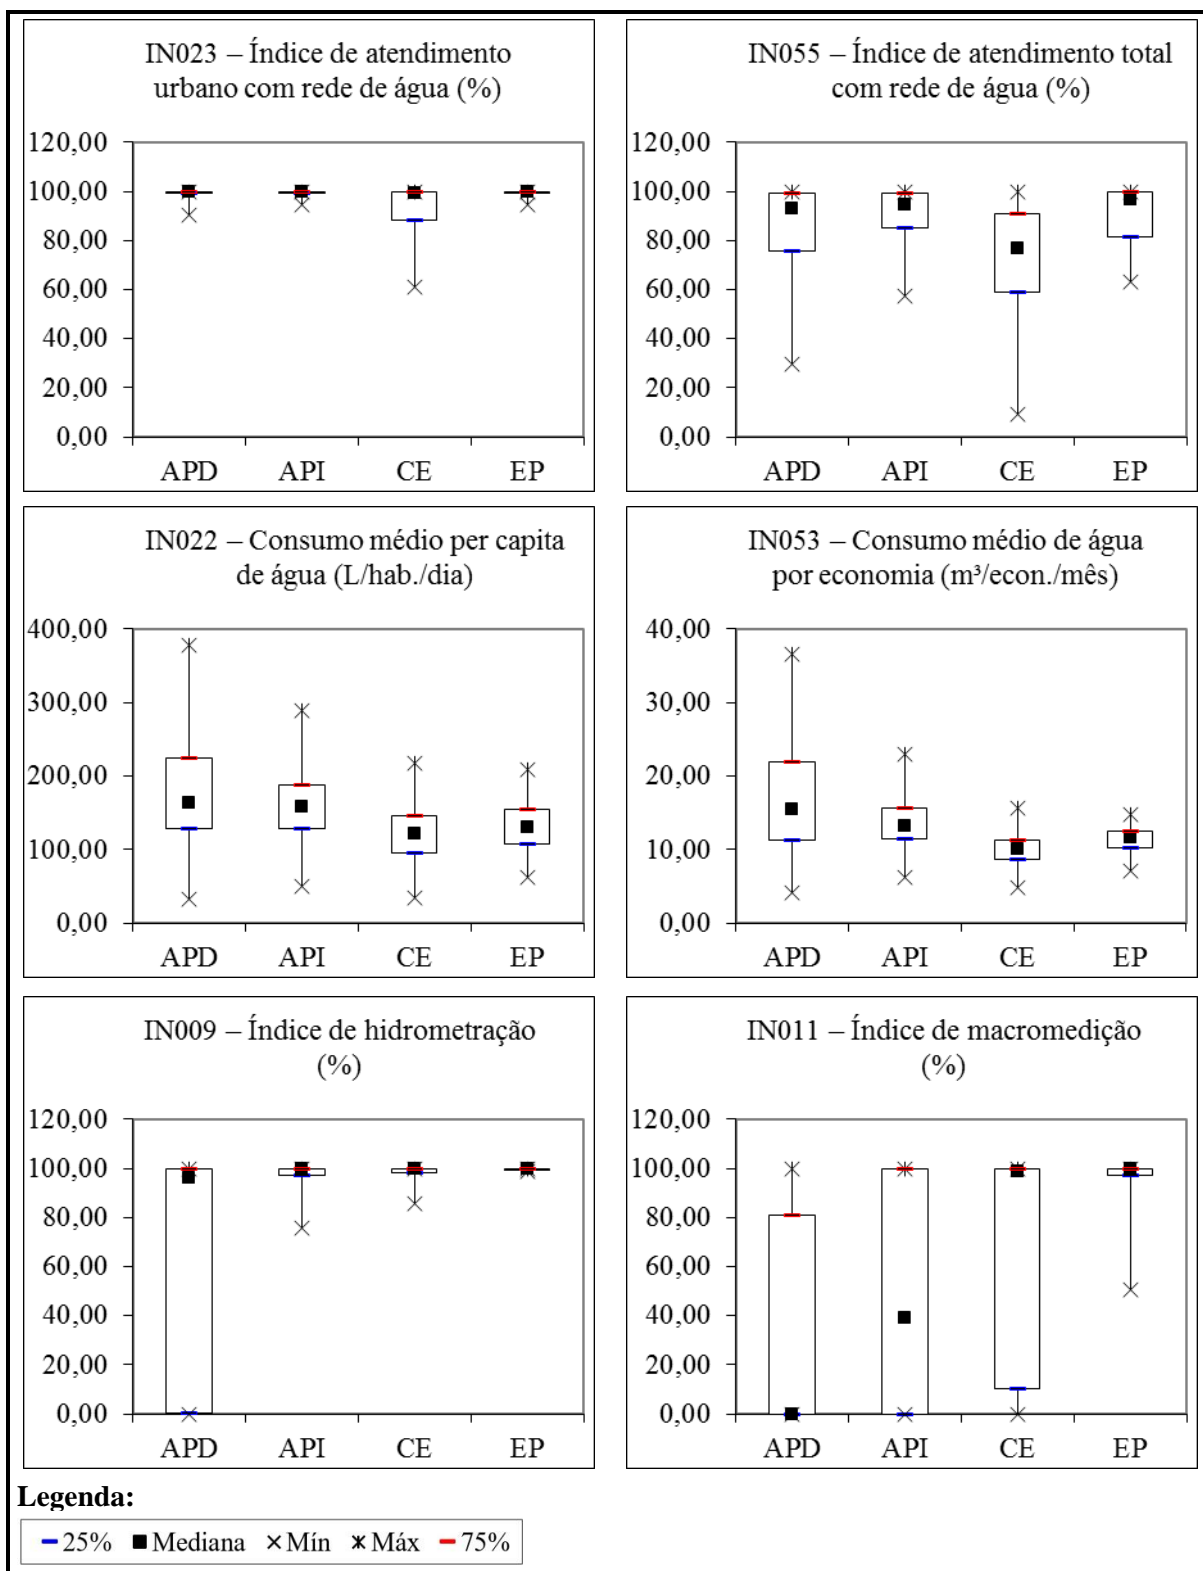 IN023 – Índice de atendimento
urbano com rede de água (%)
120,00
100,00
80,00
60,00
40,00
20,00
0,00
APD API CE EP
IN055 – Índice de atendimento total
com rede de água (%)
120,00
100,00
80,00
60,00
40,00
20,00
0,00
APD API CE EP
IN022 – Consumo médio per capita
de água (L/hab./dia)
400,00
300,00
200,00
100,00
0,00
APD API CE EP
IN053 – Consumo médio de água
por economia (m³/econ./mês)
40,00
30,00
20,00
10,00
0,00
APD API CE EP
IN009 – Índice de hidrometração
(%)
120,00
100,00
80,00
60,00
40,00
20,00
0,00
APD API CE EP
IN011 – Índice de macromedição
(%)
120,00
100,00
80,00
60,00
40,00
20,00
0,00
APD API CE EP
Legenda:
25% Mediana Mín Máx 75%